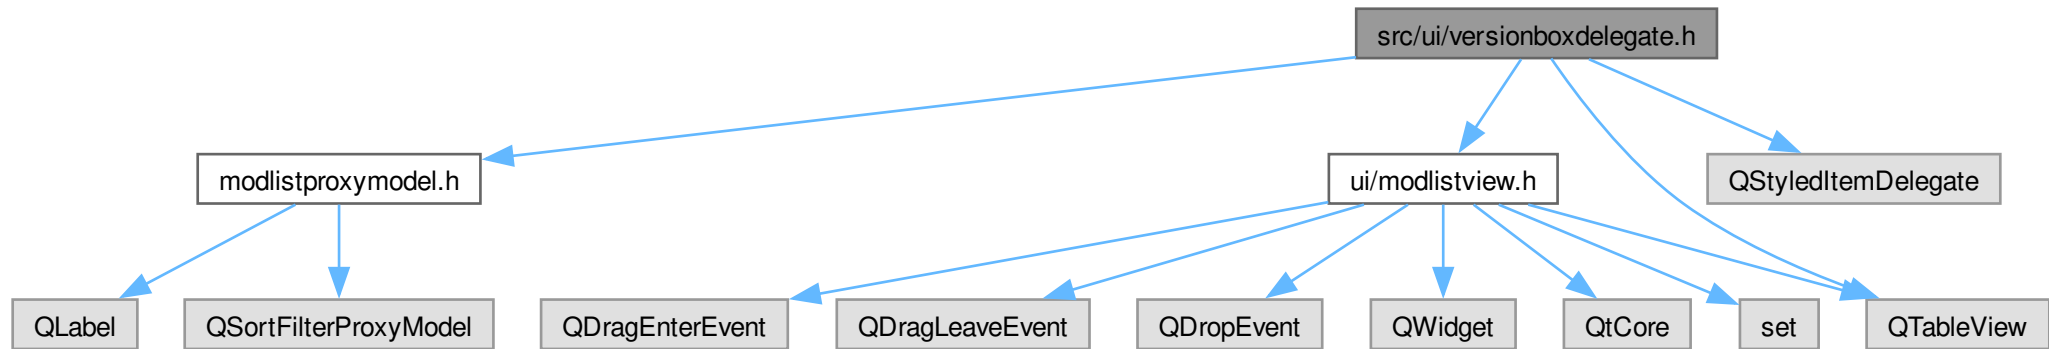 src/ui/versionboxdelegate.h
modlistproxymodel.h
ui/modlistview.h
QStyledItemDelegate
QLabel
QSortFilterProxyModel
QDragEnterEvent
QDragLeaveEvent
QDropEvent
QWidget
QtCore
set
QTableView